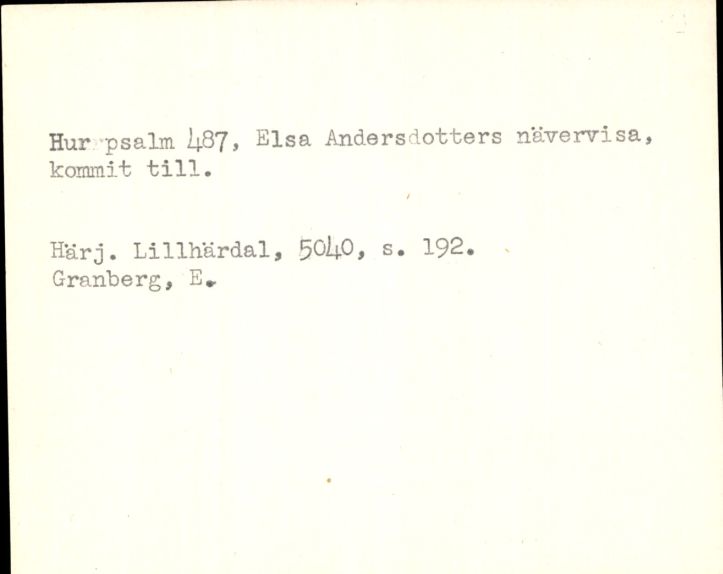 Hur psalm 487, Elsa Andersdotters nävervisa,
kommit till.
Härj. Lillhärdal, 5040, s. 192.
Granberg, E.